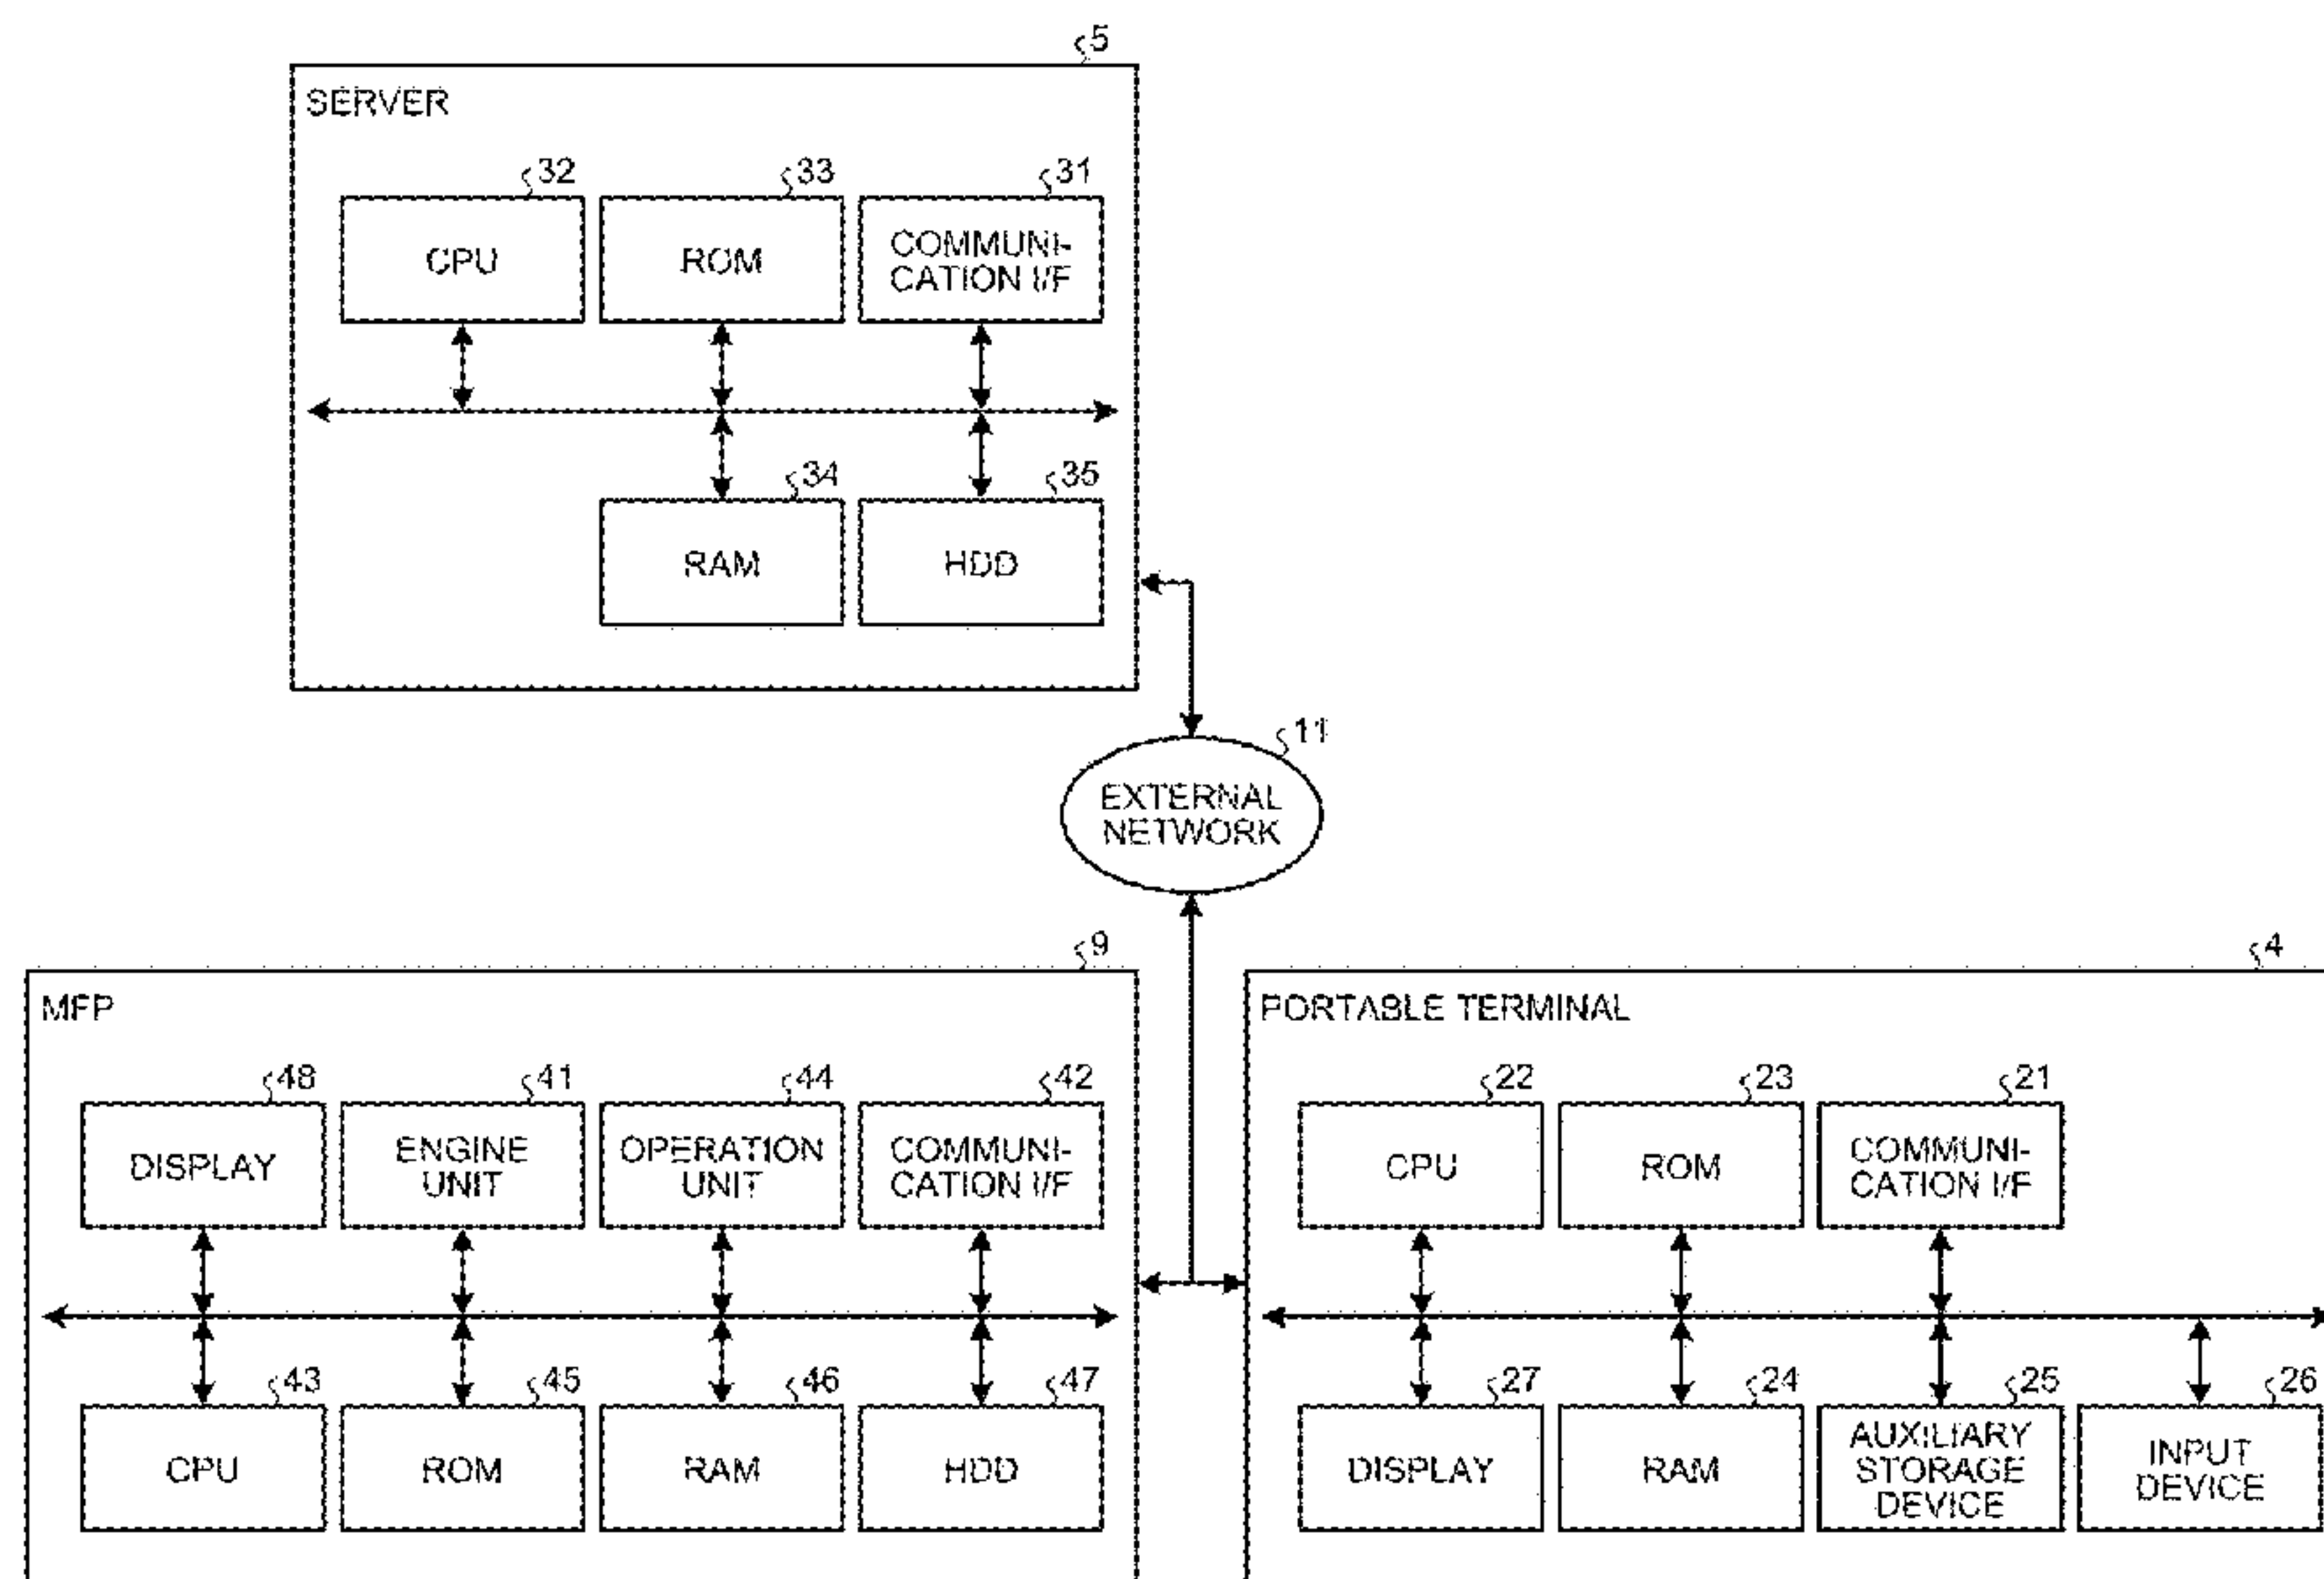 5
SERVER
32
33
31
CPU
ROM
COMMUNI-
CATION I/F
34
35
RAM
HDD
11
EXTERNAL
NETWORK
9
MFP
48
41
44
42
DISPLAY
ENGINE
UNIT
OPERATION
UNIT
COMMUNI-
CATION I/F
43
45
46
47
CPU
ROM
RAM
HDD
4
PORTABLE TERMINAL
22
23
21
CPU
ROM
COMMUNI-
CATION I/F
27
24
25
26
DISPLAY
RAM
AUXILIARY
STORAGE
DEVICE
INPUT
DEVICE